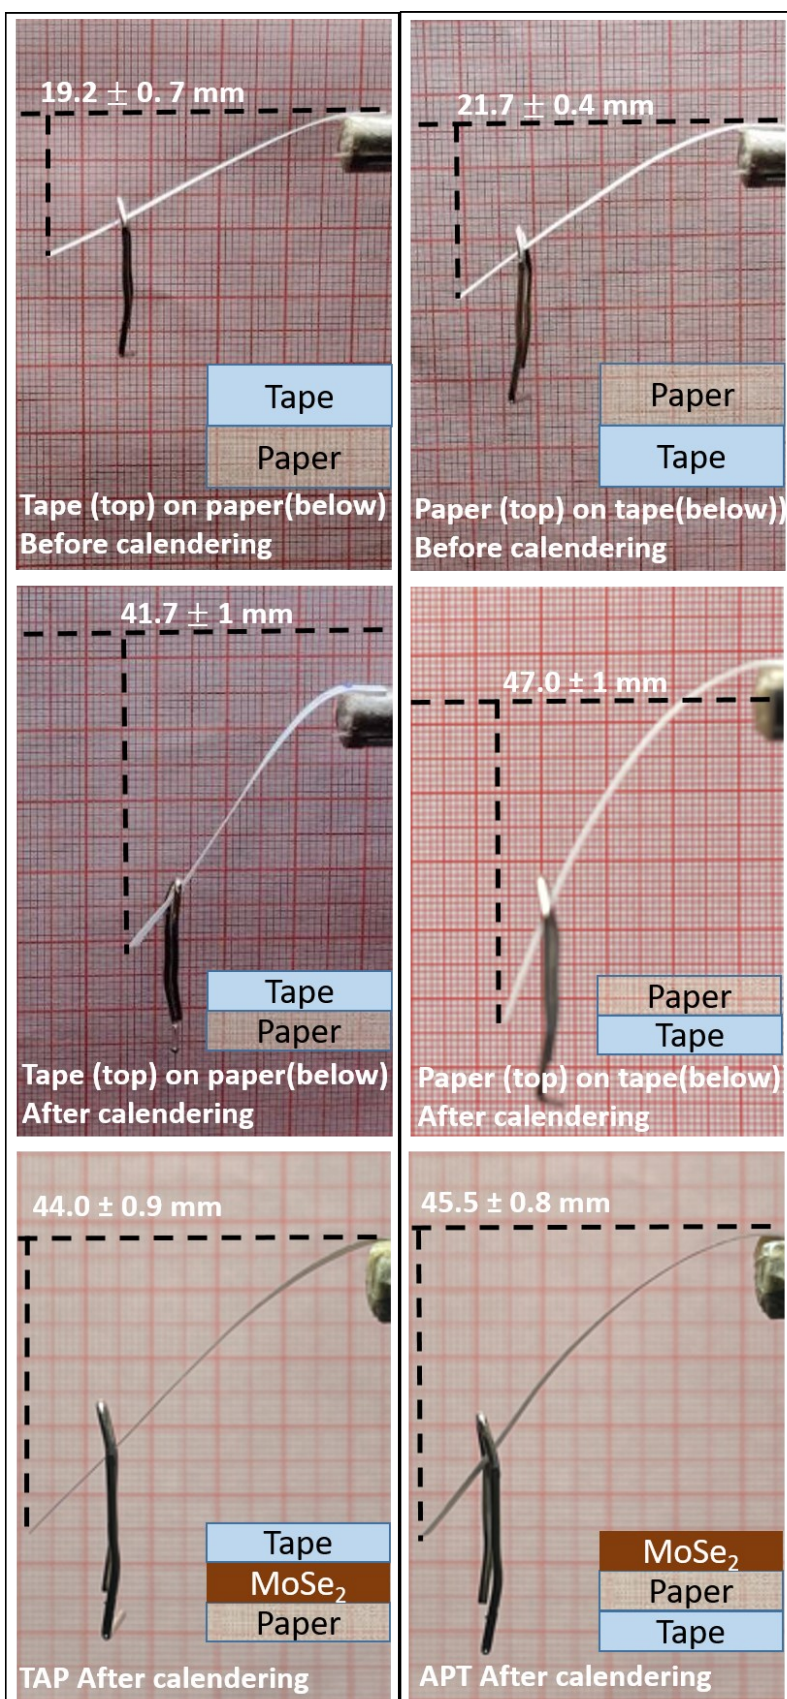 19.2 ± 0. 7 mm
Tape
Paper
Tape (top) on paper(below)
Before calendering
21.7 ± 0.4 mm
Paper
Tape
Paper (top) on tape(below))
Before calendering
41.7 ± 1 mm
Tape
Paper
Tape (top) on paper(below)
After calendering
47.0 ± 1 mm
Paper
Tape
Paper (top) on tape(below)
After calendering
44.0 ± 0.9 mm
Tape
MoSe₂
Paper
TAP After calendering
45.5 ± 0.8 mm
MoSe₂
Paper
Tape
APT After calendering